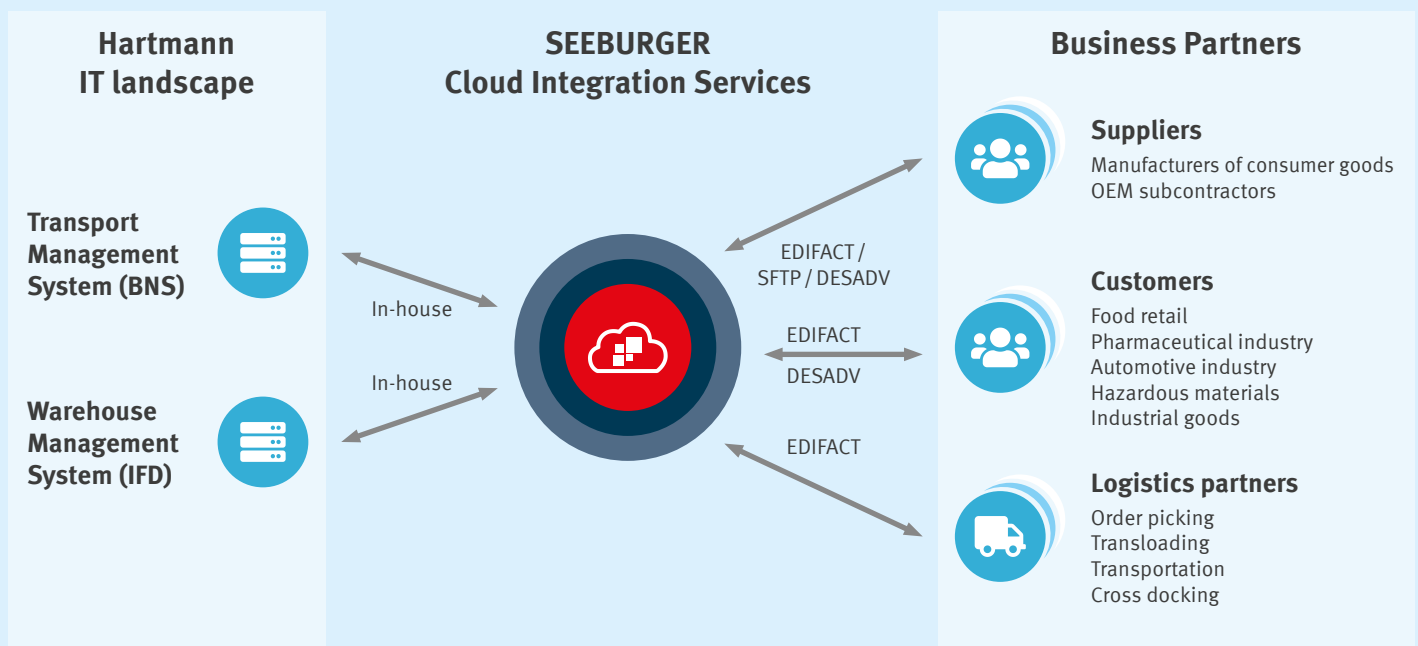 Hartmann
IT landscape
Transport
Management
System (BNS)
Warehouse
Management
System (IFD)
SEEBURGER
Cloud Integration Services
In-house
In-house
EDIFACT /
SFTP / DESADV
EDIFACT
DESADV
EDIFACT
Business Partners
Suppliers
Manufacturers of consumer goods
OEM subcontractors
Customers
Food retail
Pharmaceutical industry
Automotive industry
Hazardous materials
Industrial goods
Logistics partners
Order picking
Transloading
Transportation
Cross docking